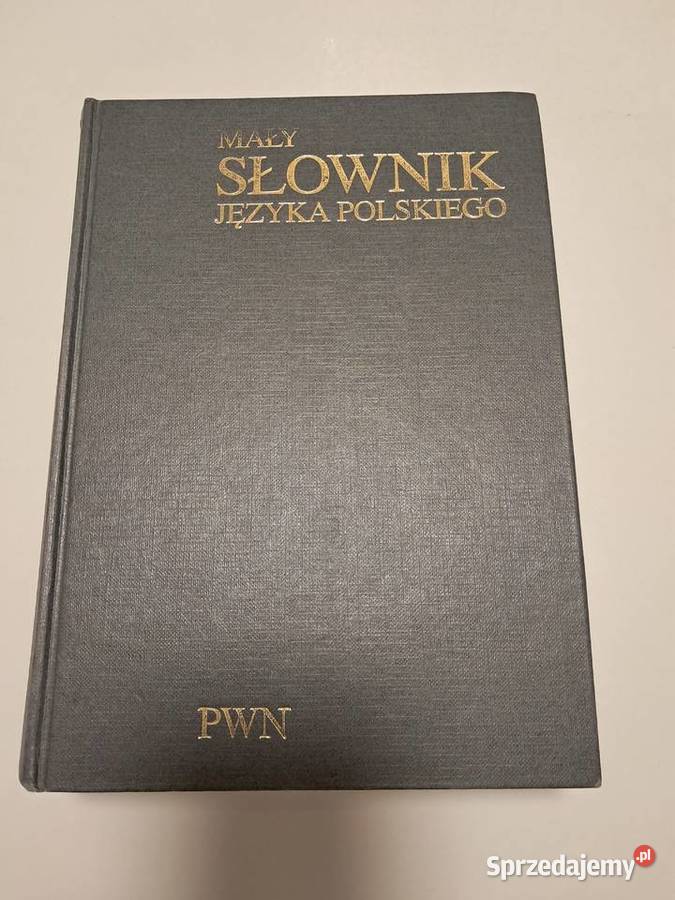 MAŁY
SŁOWNIK
JĘZYKA POLSKIEGO
PWN
Sprzedajemy.pl